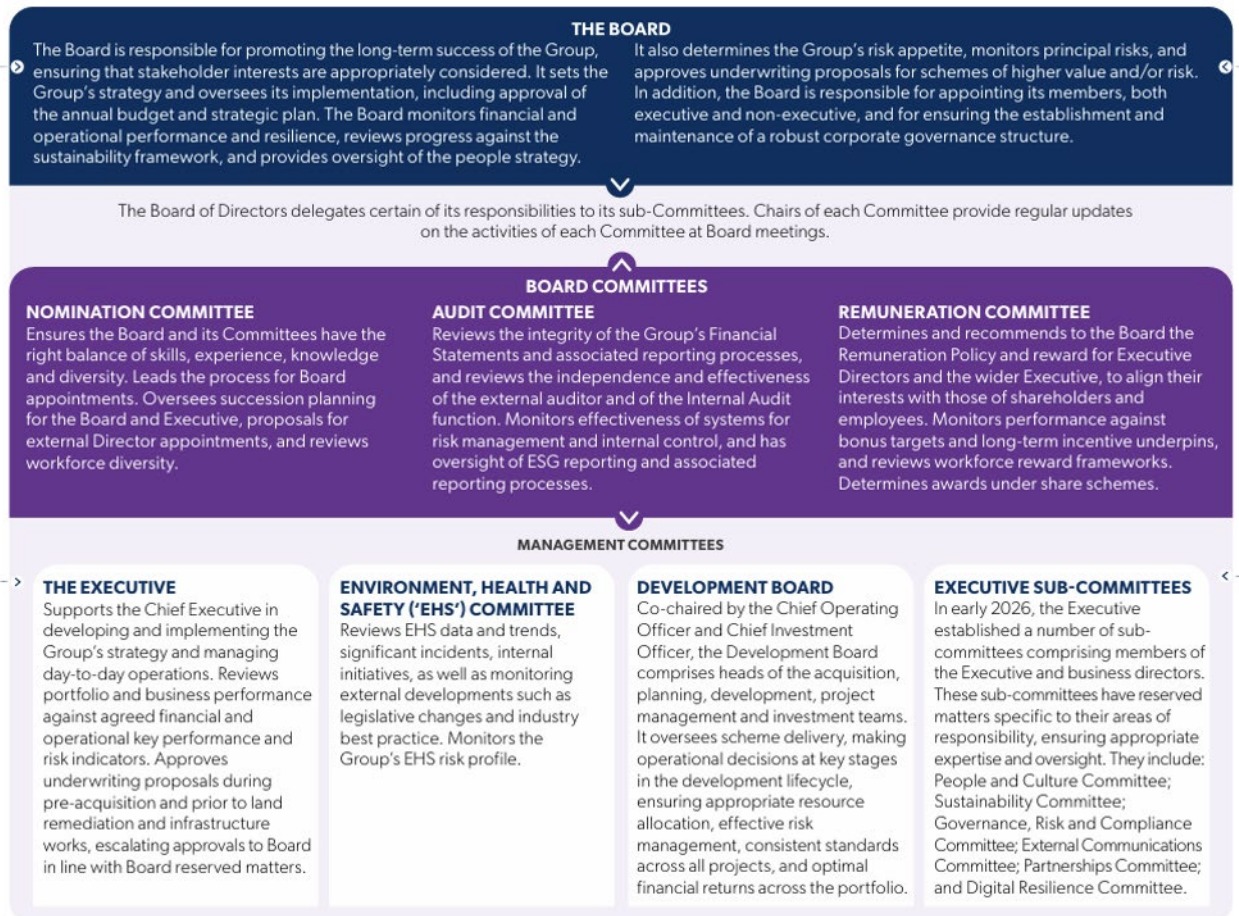 THE BOARD
The Board is responsible for promoting the long-term success of the Group,
ensuring that stakeholder interests are appropriately considered. It sets the
Group's strategy and oversees its implementation, including approval of
the annual budget and strategic plan. The Board monitors financial and
operational performance and resilience, reviews progress against the
sustainability framework, and provides oversight of the people strategy.
It also determines the Group's risk appetite, monitors principal risks, and
approves underwriting proposals for schemes of higher value and/or risk.
In addition, the Board is responsible for appointing its members, both
executive and non-executive, and for ensuring the establishment and
maintenance of a robust corporate governance structure.
The Board of Directors delegates certain of its responsibilities to its sub-Committees. Chairs of each Committee provide regular updates
on the activities of each Committee at Board meetings.
BOARD COMMITTEES
NOMINATION COMMITTEE
Ensures the Board and its Committees have the
right balance of skills, experience, knowledge
and diversity. Leads the process for Board
appointments. Oversees succession planning
for the Board and Executive, proposals for
external Director appointments, and reviews
workforce diversity.
AUDIT COMMITTEE
Reviews the integrity of the Group's Financial
Statements and associated reporting processes,
and reviews the independence and effectiveness
of the external auditor and of the Internal Audit
function. Monitors effectiveness of systems for
risk management and internal control, and has
oversight of ESG reporting and associated
reporting processes.
REMUNERATION COMMITTEE
Determines and recommends to the Board the
Remuneration Policy and reward for Executive
Directors and the wider Executive, to align their
interests with those of shareholders and
employees. Monitors performance against
bonus targets and long-term incentive underpins,
and reviews workforce reward frameworks.
Determines awards under share schemes.
MANAGEMENT COMMITTEES
THE EXECUTIVE
Supports the Chief Executive in
developing and implementing the
Group's strategy and managing
day-to-day operations. Reviews
portfolio and business performance
against agreed financial and
operational key performance and
risk indicators. Approves
underwriting proposals during
pre-acquisition and prior to land
remediation and infrastructure
works, escalating approvals to Board
in line with Board reserved matters.
ENVIRONMENT, HEALTH AND
SAFETY ('EHS') COMMITTEE
Reviews EHS data and trends,
significant incidents, internal
initiatives, as well as monitoring
external developments such as
legislative changes and industry
best practice. Monitors the
Group's EHS risk profile.
DEVELOPMENT BOARD
Co-chaired by the Chief Operating
Officer and Chief Investment
Officer, the Development Board
comprises heads of the acquisition,
planning, development, project
management and investment teams.
It oversees scheme delivery, making
operational decisions at key stages
in the development lifecycle,
ensuring appropriate resource
allocation, effective risk
management, consistent standards
across all projects, and optimal
financial returns across the portfolio.
EXECUTIVE SUB-COMMITTEES
In early 2026, the Executive
established a number of sub-
committees comprising members of
the Executive and business directors.
These sub-committees have reserved
matters specific to their areas of
responsibility, ensuring appropriate
expertise and oversight. They include:
People and Culture Committee;
Sustainability Committee;
Governance, Risk and Compliance
Committee; External Communications
Committee; Partnerships Committee;
and Digital Resilience Committee.